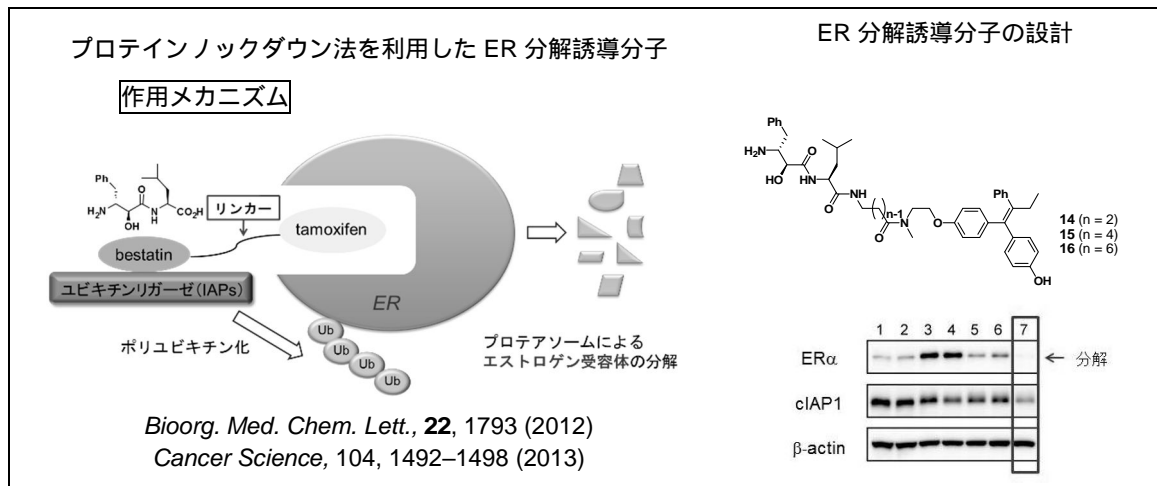 プロテインノックダウン法を利用した ER 分解誘導分子
作用メカニズム
Ph
H₂N
OH
O
N
H
CO₂H
リンカー
bestatin
tamoxifen
ユビキチンリガーゼ(IAPs)
ER
ポリユビキチン化
Ub
Ub
Ub
Ub
プロテアソームによる
エストロゲン受容体の分解
Bioorg. Med. Chem. Lett., 22, 1793 (2012)
Cancer Science, 104, 1492–1498 (2013)
ER 分解誘導分子の設計
Ph
H₂N
O
HO
HN
O
NH
n-1
O
N
O
Ph
OH
14 (n = 2)
15 (n = 4)
16 (n = 6)
1 2 3 4 5 6 7
ERα
← 分解
cIAP1
β-actin